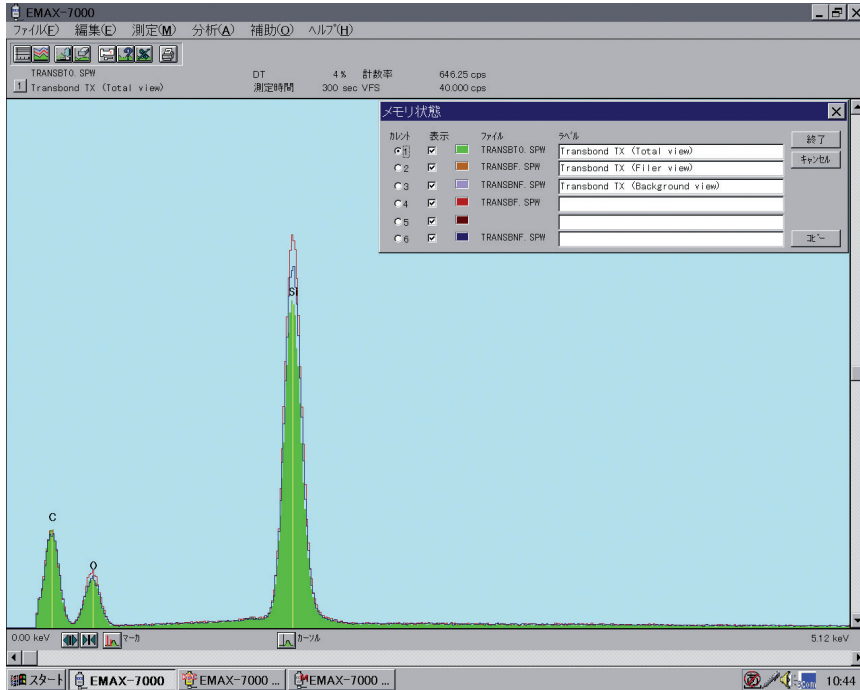 EMAX-7000
ファイル(F) 編集(E) 測定(M) 分析(A) 補助(O) ヘルプ(H)
TRANSBTO. SPW DT 4 % 計数率 646.25 cps
1 Transbond TX (Total view) 測定時間 300 sec VFS 40.000 cps
メモリ状態
カレント 表示 ファイル ラベル 終了
1 TRANSBTO. SPW Transbond TX (Total view)
キャンセル
2 TRANSBF. SPW Transbond TX (Filer view)
3 TRANSBNF. SPW Transbond TX (Background view)
4 TRANSBF. SPW
5
6 TRANSBNF. SPW コピー
Si
C
O
0.00 keV マーカ カーソル 5.12 keV
スタート EMAX-7000 EMAX-7000 ... EMAX-7000 ... 10:44